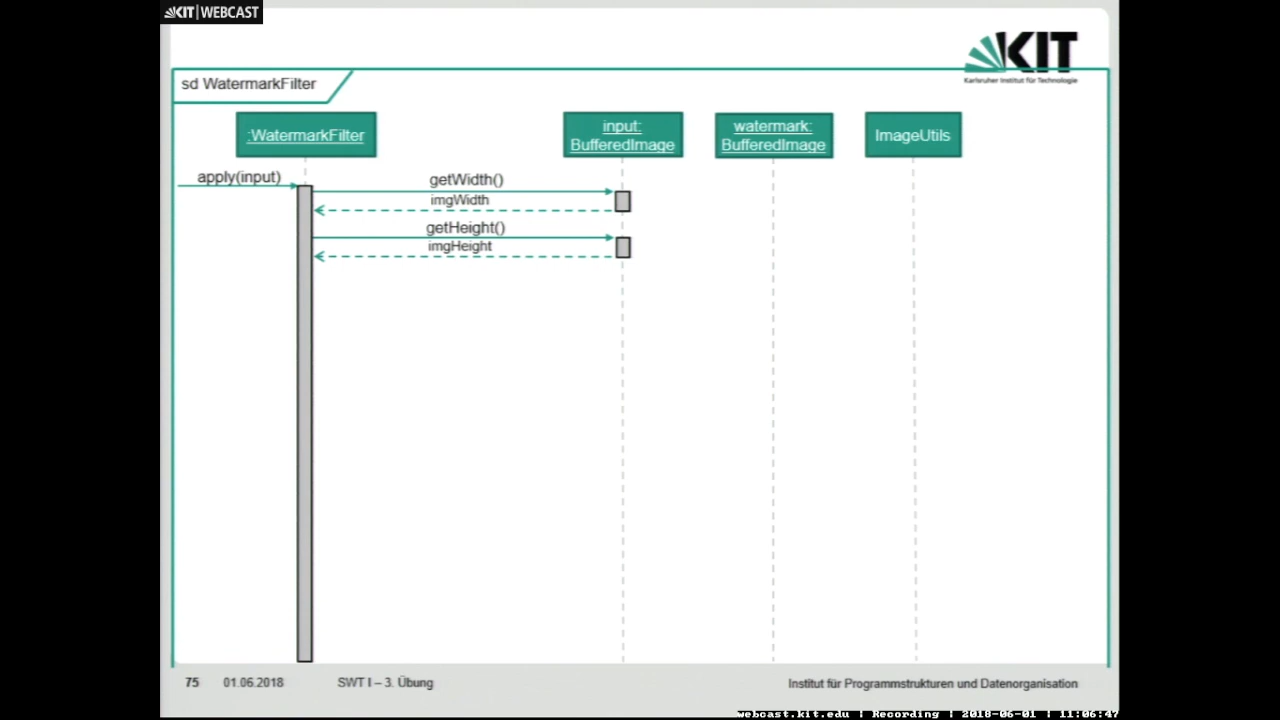 KIT WEBCAST
KIT
Karlsruher Institut für Technologie
sd WatermarkFilter
:WatermarkFilter
input:
BufferedImage
watermark:
BufferedImage
ImageUtils
apply(input)
getWidth()
imgWidth
getHeight()
imgHeight
75 01.06.2018 SWT I – 3. Übung Institut für Programmstrukturen und Datenorganisation
webcast.kit.edu | Recording | 2018-06-01 | 11:06:47